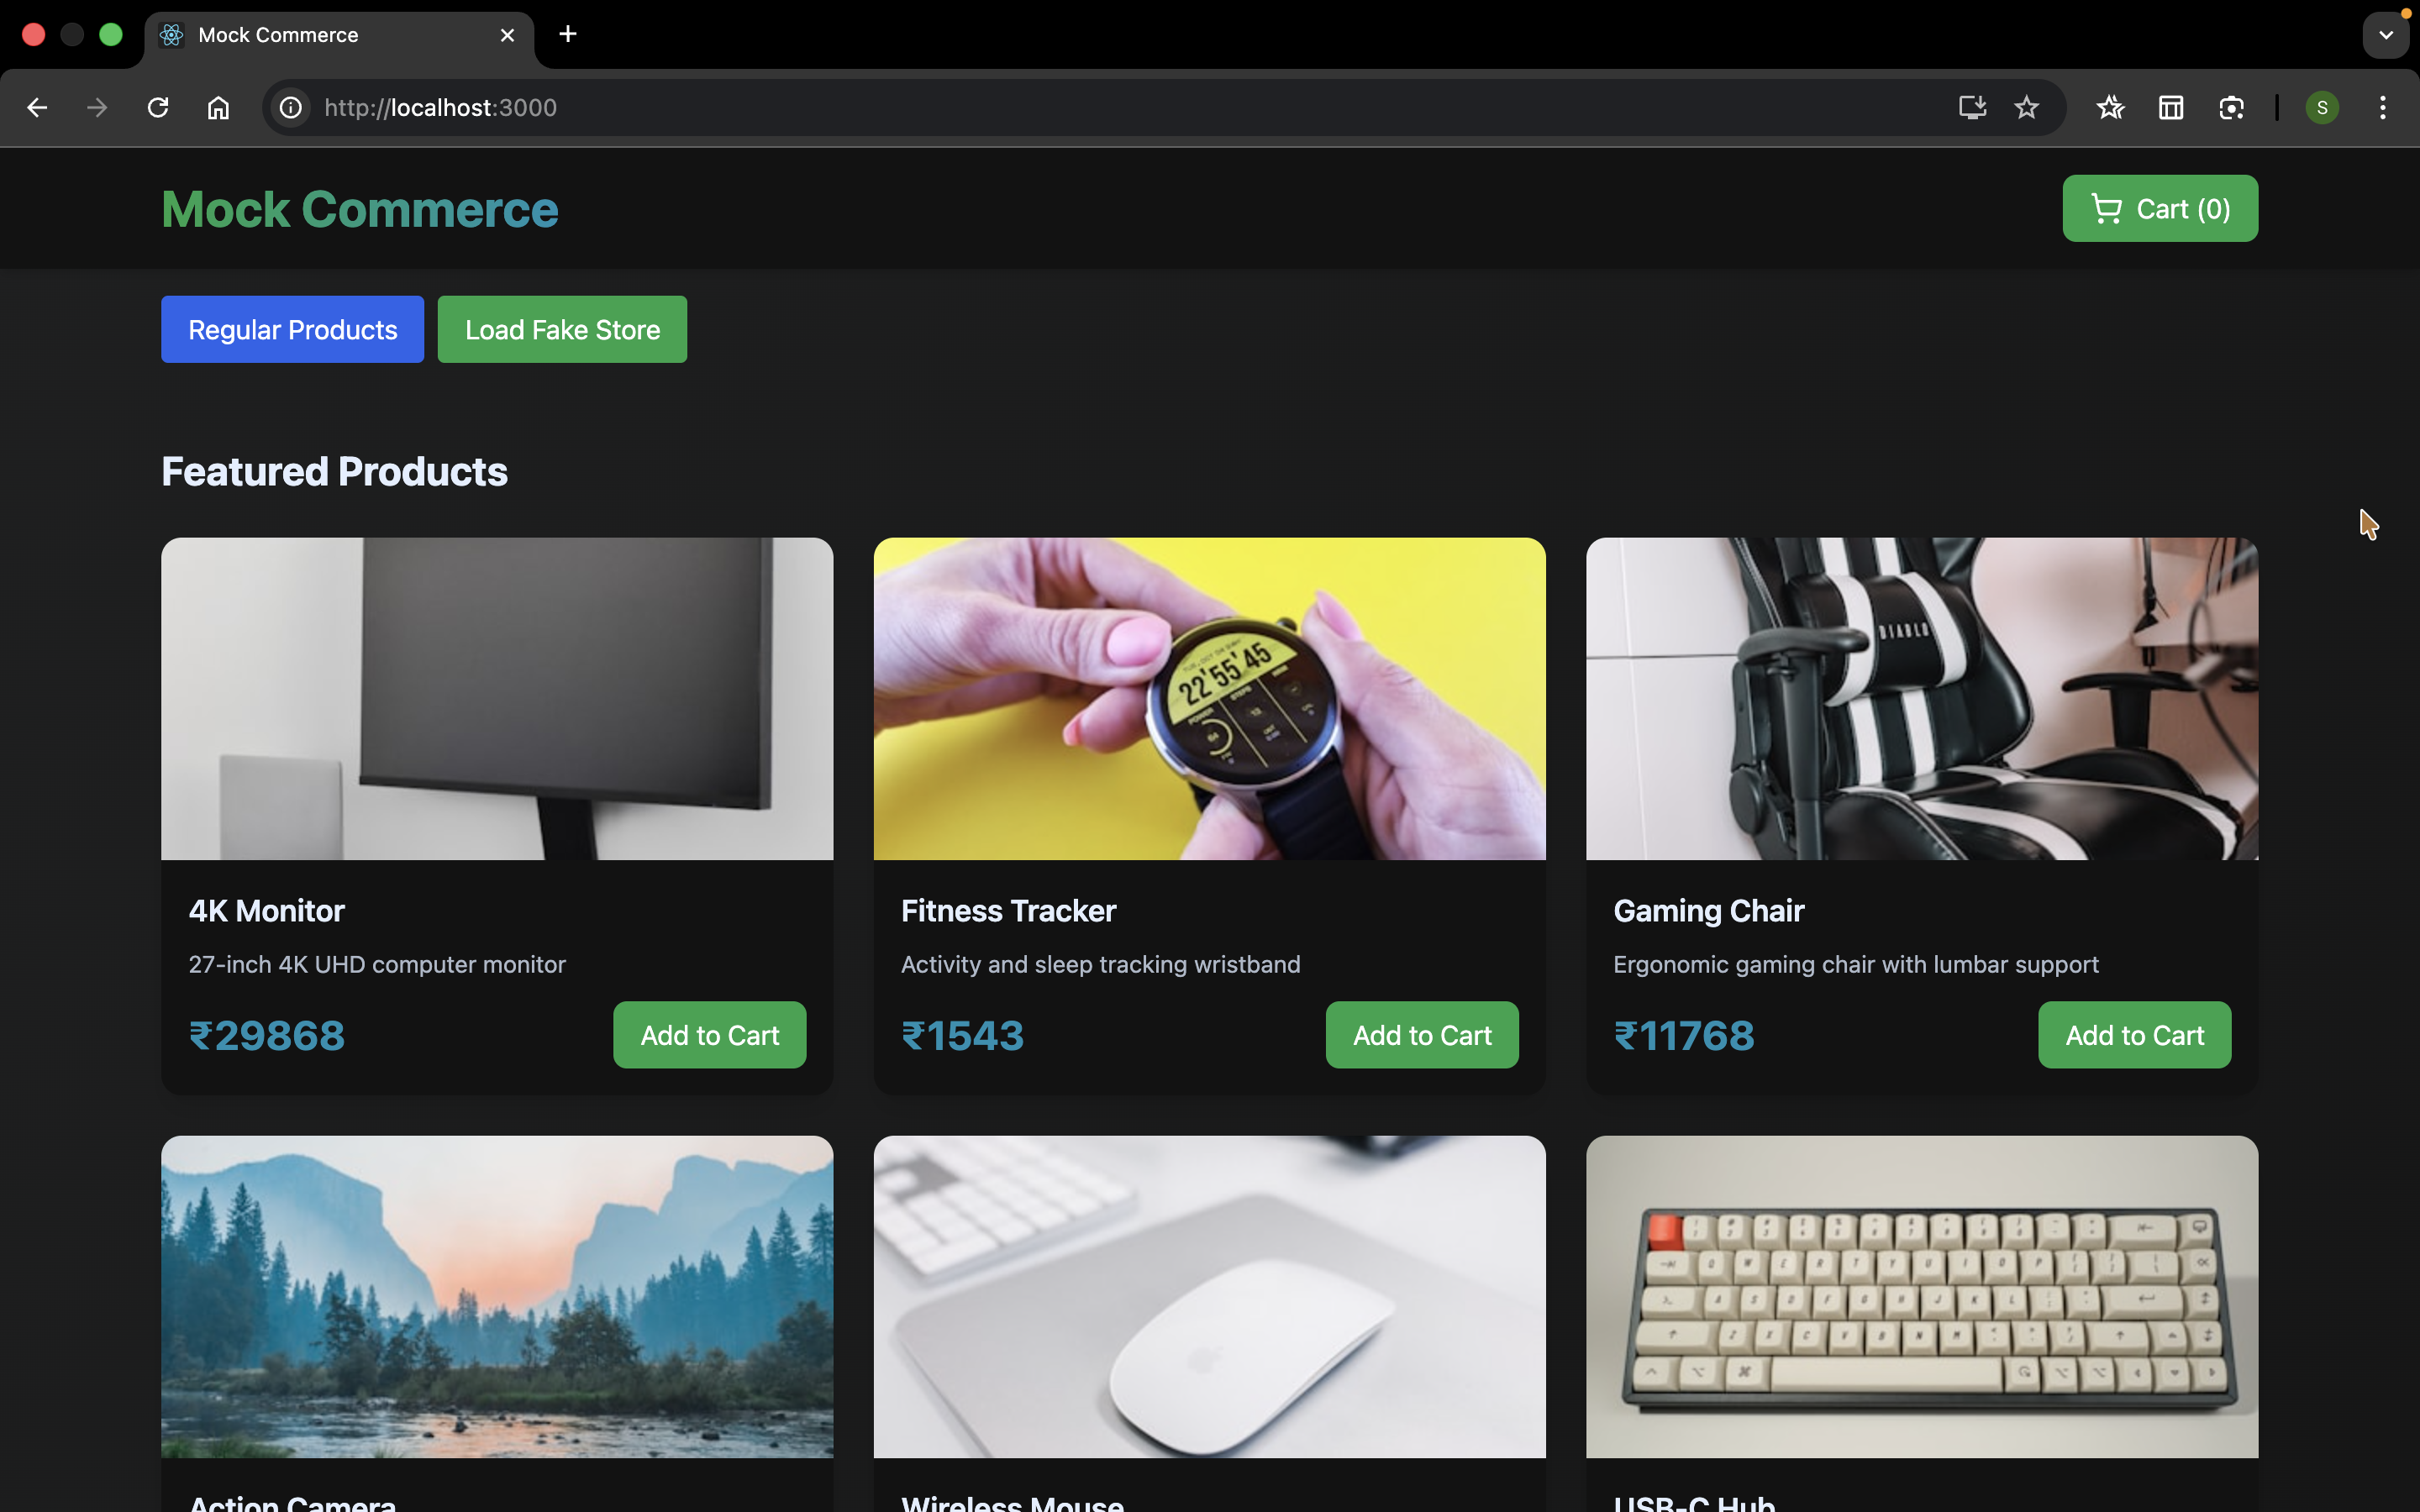 Mock Commerce
http://localhost:3000
S
Mock Commerce
Cart (0)
Regular Products
Load Fake Store
Featured Products
22'55'45
DIABLO
4K Monitor
27-inch 4K UHD computer monitor
₹29868
Add to Cart
Fitness Tracker
Activity and sleep tracking wristband
₹1543
Add to Cart
Gaming Chair
Ergonomic gaming chair with lumbar support
₹11768
Add to Cart
Action Camera
Wireless Mouse
USB-C Hub